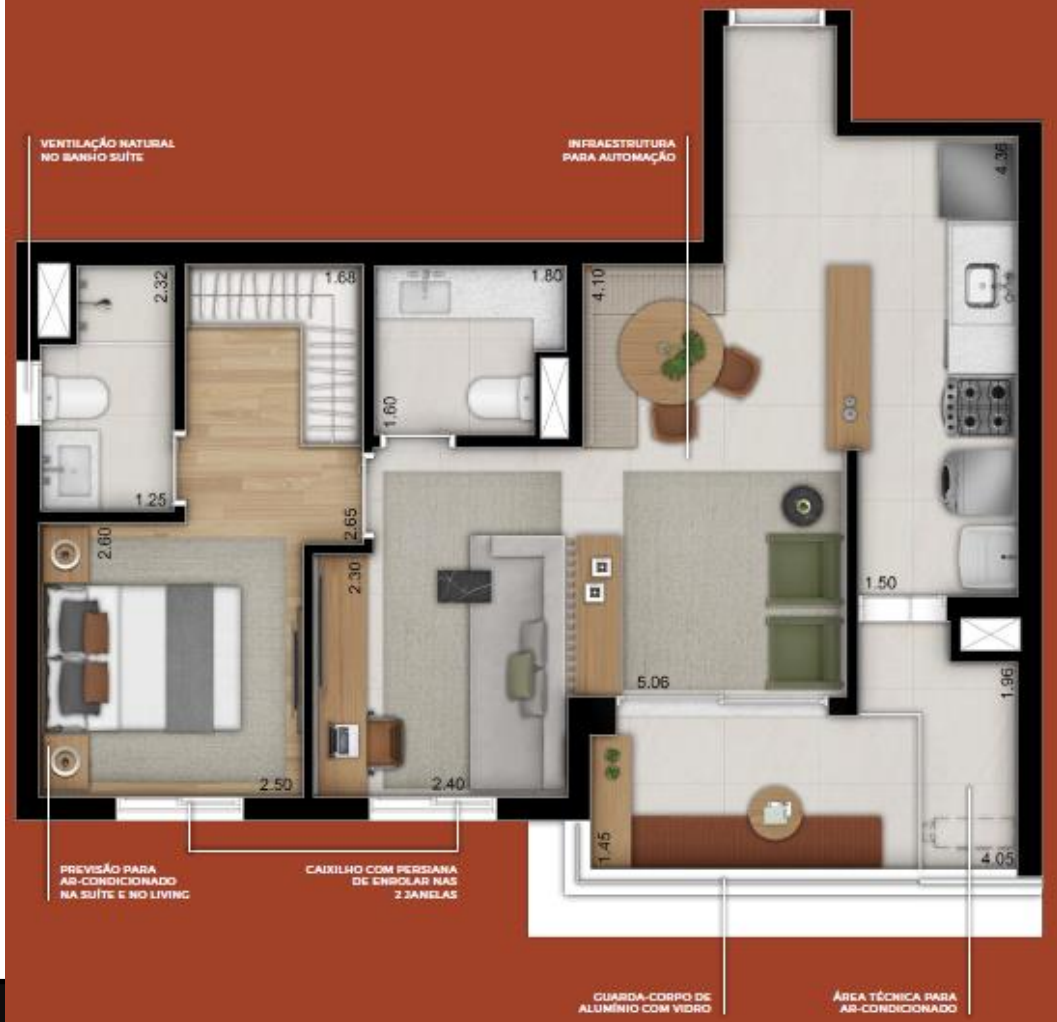 VENTILAÇÃO NATURAL
NO BANHO SUÍTE
INFRAESTRUTURA
PARA AUTOMAÇÃO
4.36
2.32
1.68
1.80
4.10
1.60
1.25
2.65
2.60
2.30
1.50
5.06
1.96
2.50
2.40
1.45
4.05
PREVISÃO PARA
AR-CONDICIONADO
NA SUÍTE E NO LIVING
CAIXILHO COM PERSIANA
DE ENROLAR NAS
2 JANELAS
GUARDA-CORPO DE
ALUMÍNIO COM VIDRO
ÁREA TÉCNICA PARA
AR-CONDICIONADO